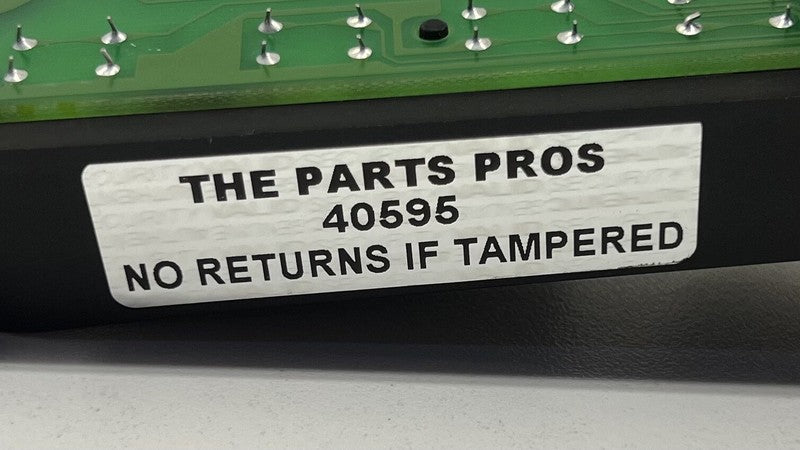 THE PARTS PROS
40595
NO RETURNS IF TAMPERED